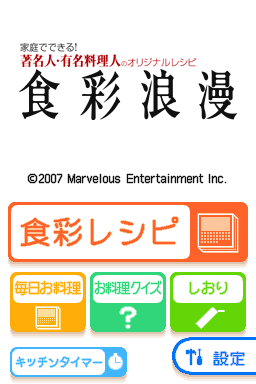 家庭でできる!
著名人・有名料理人のオリジナルレシピ
食彩浪漫
©2007 Marvelous Entertainment Inc.
食彩レシピ
毎日お料理 お料理クイズ しおり
?
キッチンタイマー 設定